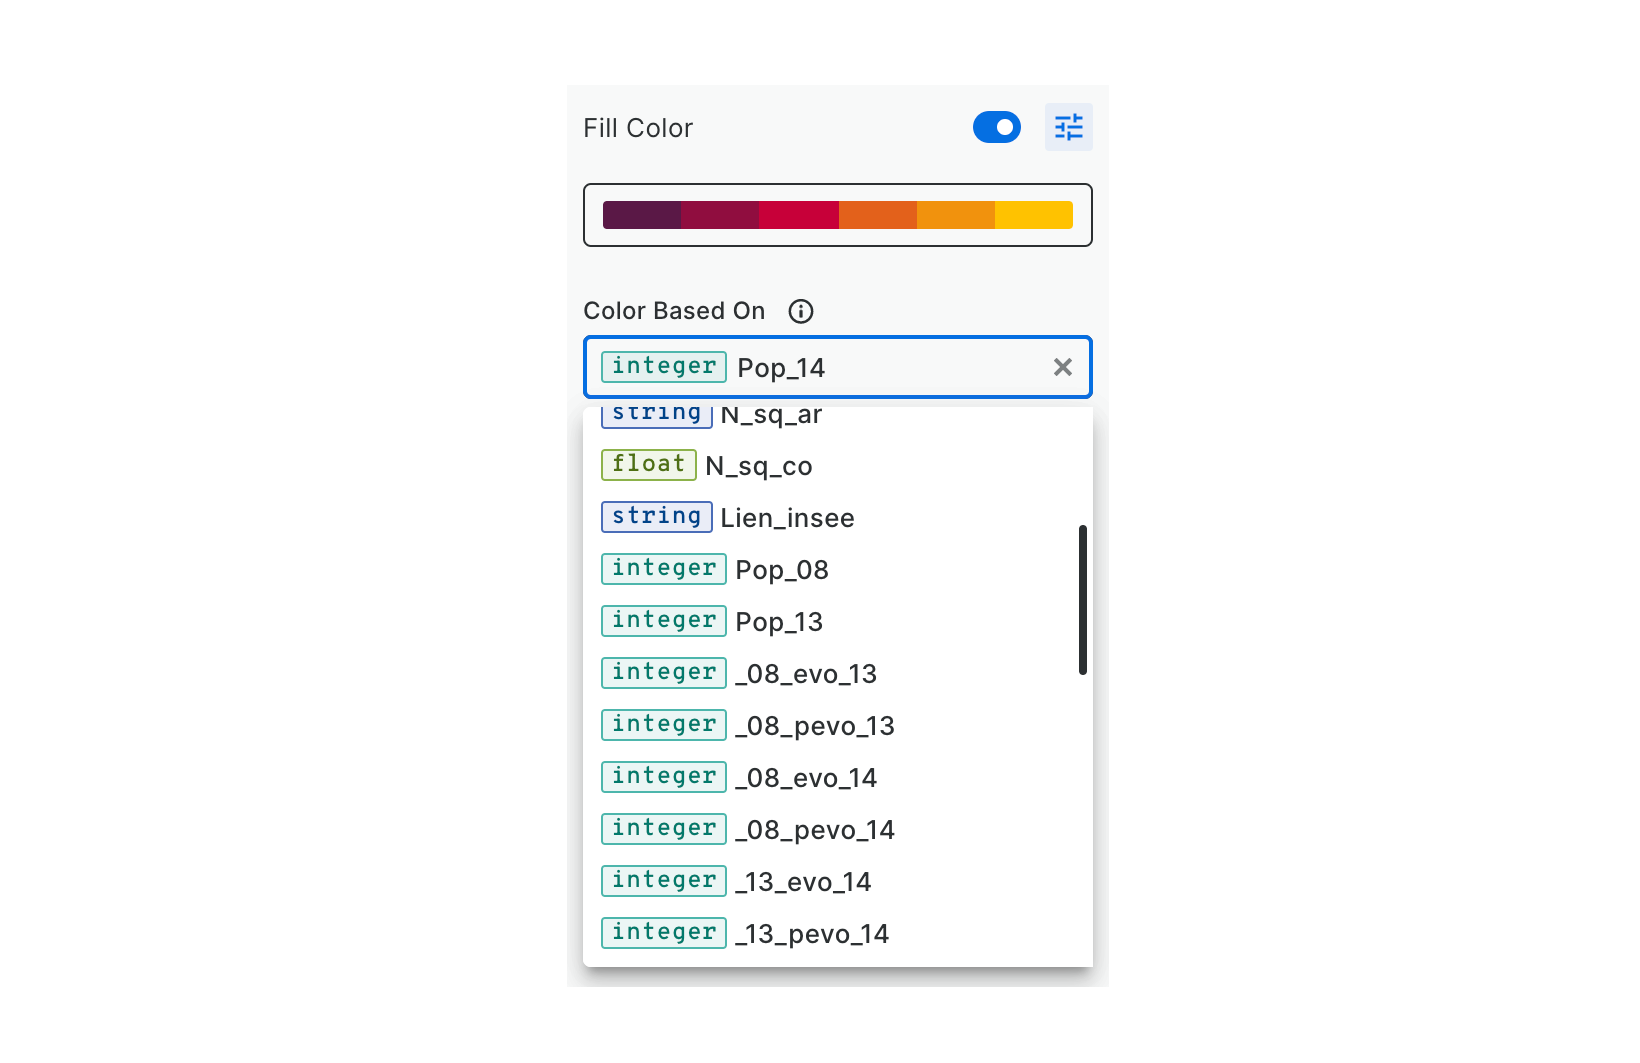 Fill Color
Color Based On
integer Pop_14
string N_sq_ar
float N_sq_co
string Lien_insee
integer Pop_08
integer Pop_13
integer _08_evo_13
integer _08_pevo_13
integer _08_evo_14
integer _08_pevo_14
integer _13_evo_14
integer _13_pevo_14